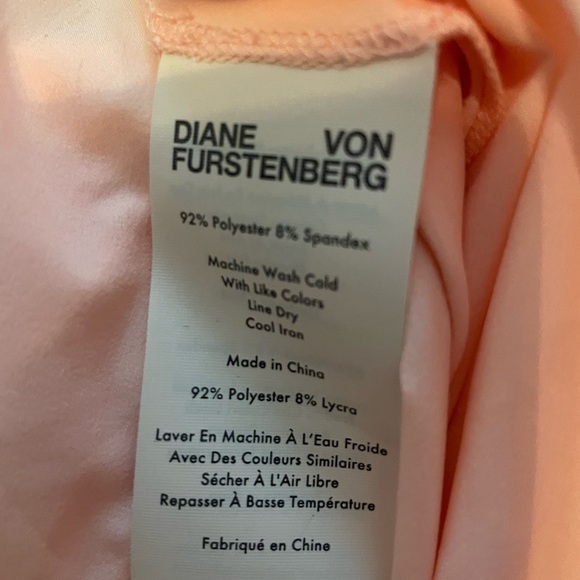 DIANE VON
FURSTENBERG
92% Polyester 8% Spandex
Machine Wash Cold
With Like Colors
Line Dry
Cool Iron
Made in China
92% Polyester 8% Lycra
Laver En Machine À L'Eau Froide
Avec Des Couleurs Similaires
Sécher À L'Air Libre
Repasser À Basse Température
Fabriqué en Chine